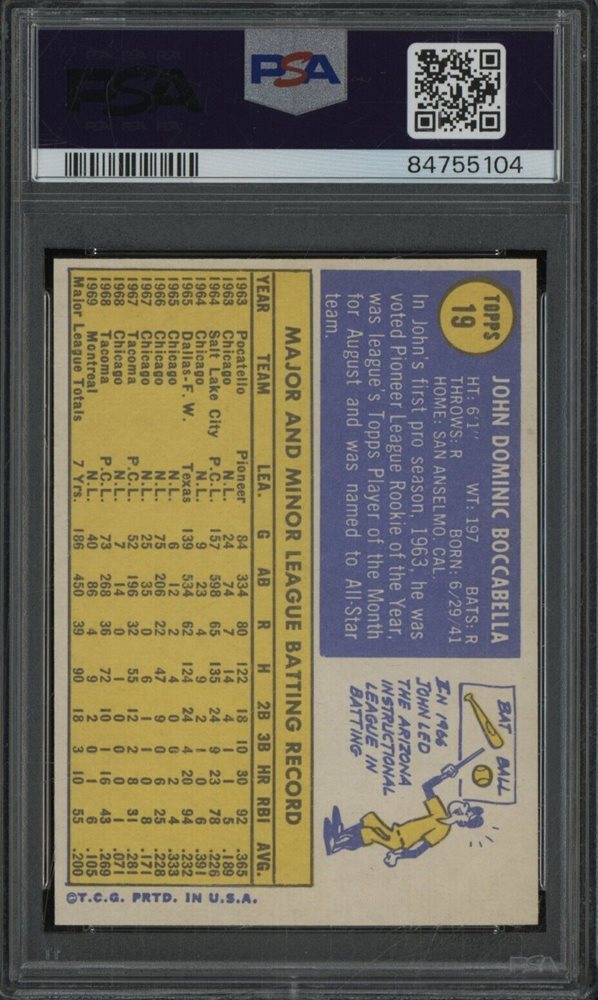 PSA
PSA
84755104
TOPPS
19
JOHN DOMINIC BOCCABELLA
HT: 6'1" WT: 197 BATS: R
THROWS: R BORN: 6/29/41
HOME: SAN ANSELMO, CAL.
In John's first pro season, 1963, he was
voted Pioneer League Rookie of the Year,
was league's Topps Player of the Month
for August and was named to All-Star
team.
BAT BALL
IN 1966
JOHN LED
THE ARIZONA
INSTRUCTIONAL
LEAGUE IN
BATTING
MAJOR AND MINOR LEAGUE BATTING RECORD
YEAR TEAM LEA. G AB R H 2B 3B HR RBI AVG.
1963 Pocatello Pioneer 84 334 80 122 18 10 30 92 .365
1963 Chicago N.L. 24 74 7 14 4 1 1 5 .189
1964 Salt Lake City P.C.L. 157 598 65 135 24 9 23 78 .226
1964 Chicago N.L. 9 23 4 9 2 1 0 6 .391
1965 Dallas-F. W. Texas 139 534 62 124 24 4 20 94 .232
1965 Chicago N.L. 6 12 2 4 0 0 2 4 .333
1966 Chicago N.L. 75 206 22 47 9 0 6 25 .228
1967 Chicago N.L. 25 35 0 6 1 1 0 8 .171
1967 Tacoma P.C.L. 52 196 32 55 12 2 8 31 .281
1968 Chicago N.L. 7 14 0 1 0 0 0 1 .071
1968 Tacoma P.C.L. 73 268 36 72 10 1 16 43 .269
1969 Montreal N.L. 40 86 4 9 2 0 1 6 .105
Major League Totals 7 Yrs. 186 450 39 90 18 3 10 55 .200
©T.C.G. PRTD. IN U.S.A.
PSA